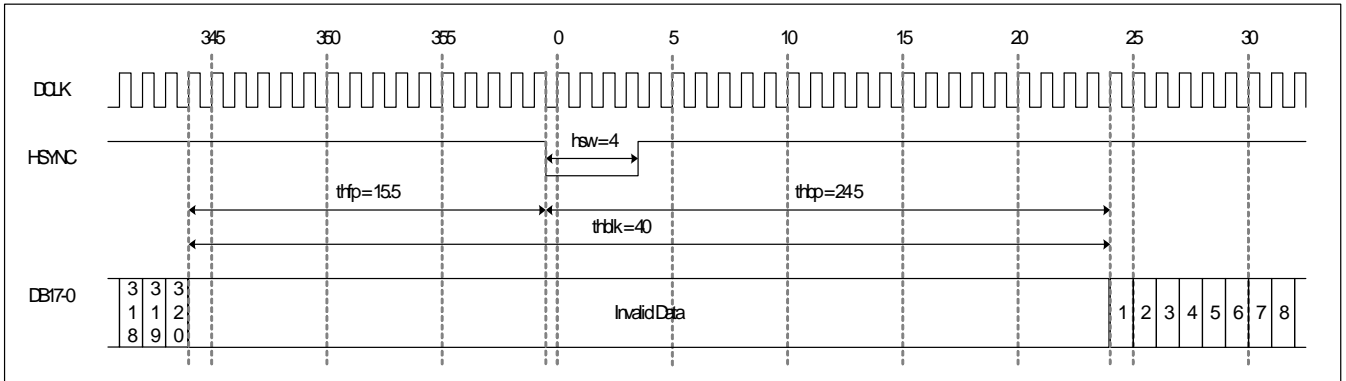 345 350 355 0 5 10 15 20 25 30
DCLK
HSYNC
hsw=4
thfp=15.5
thbp=24.5
thblk=40
DB17-0
318 319 320
Invalid Data
1 2 3 4 5 6 7 8